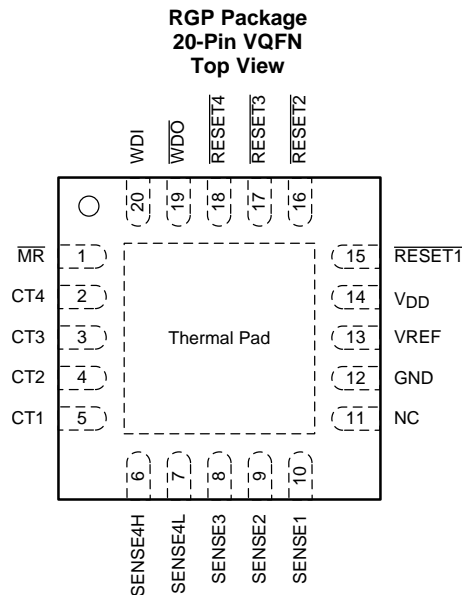 RGP Package
20-Pin VQFN
Top View
WDI
WDO
RESET4
RESET3
RESET2
20
19
18
17
16
MR
1
CT4
2
CT3
3
CT2
4
CT1
5
Thermal Pad
15
RESET1
14
VDD
13
VREF
12
GND
11
NC
6
7
8
9
10
SENSE4H
SENSE4L
SENSE3
SENSE2
SENSE1